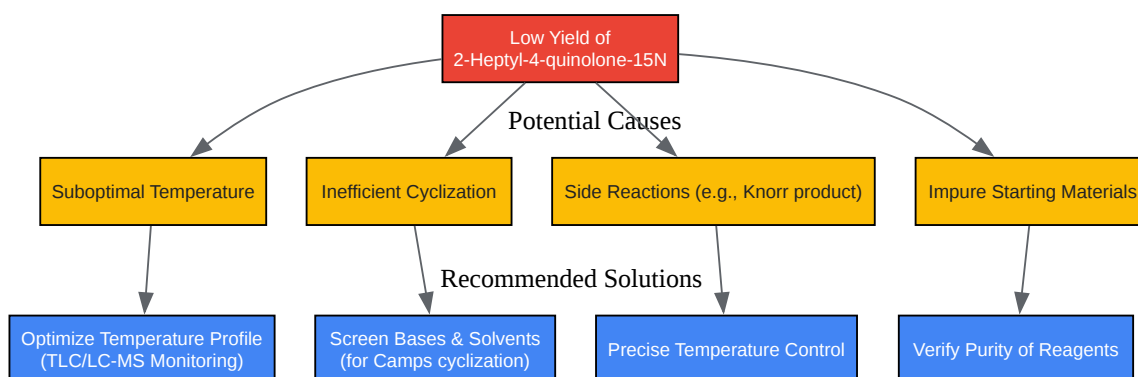 Low Yield of
2-Heptyl-4-quinolone-15N
Potential Causes
Suboptimal Temperature
Inefficient Cyclization
Side Reactions (e.g., Knorr product)
Impure Starting Materials
Recommended Solutions
Optimize Temperature Profile
(TLC/LC-MS Monitoring)
Screen Bases & Solvents
(for Camps cyclization)
Precise Temperature Control
Verify Purity of Reagents